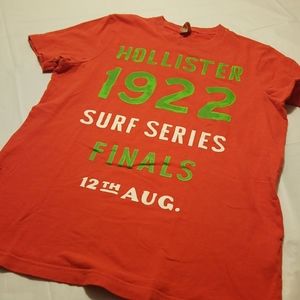 HOLLISTER
1922
SURF SERIES
FINALS
12TH AUG.